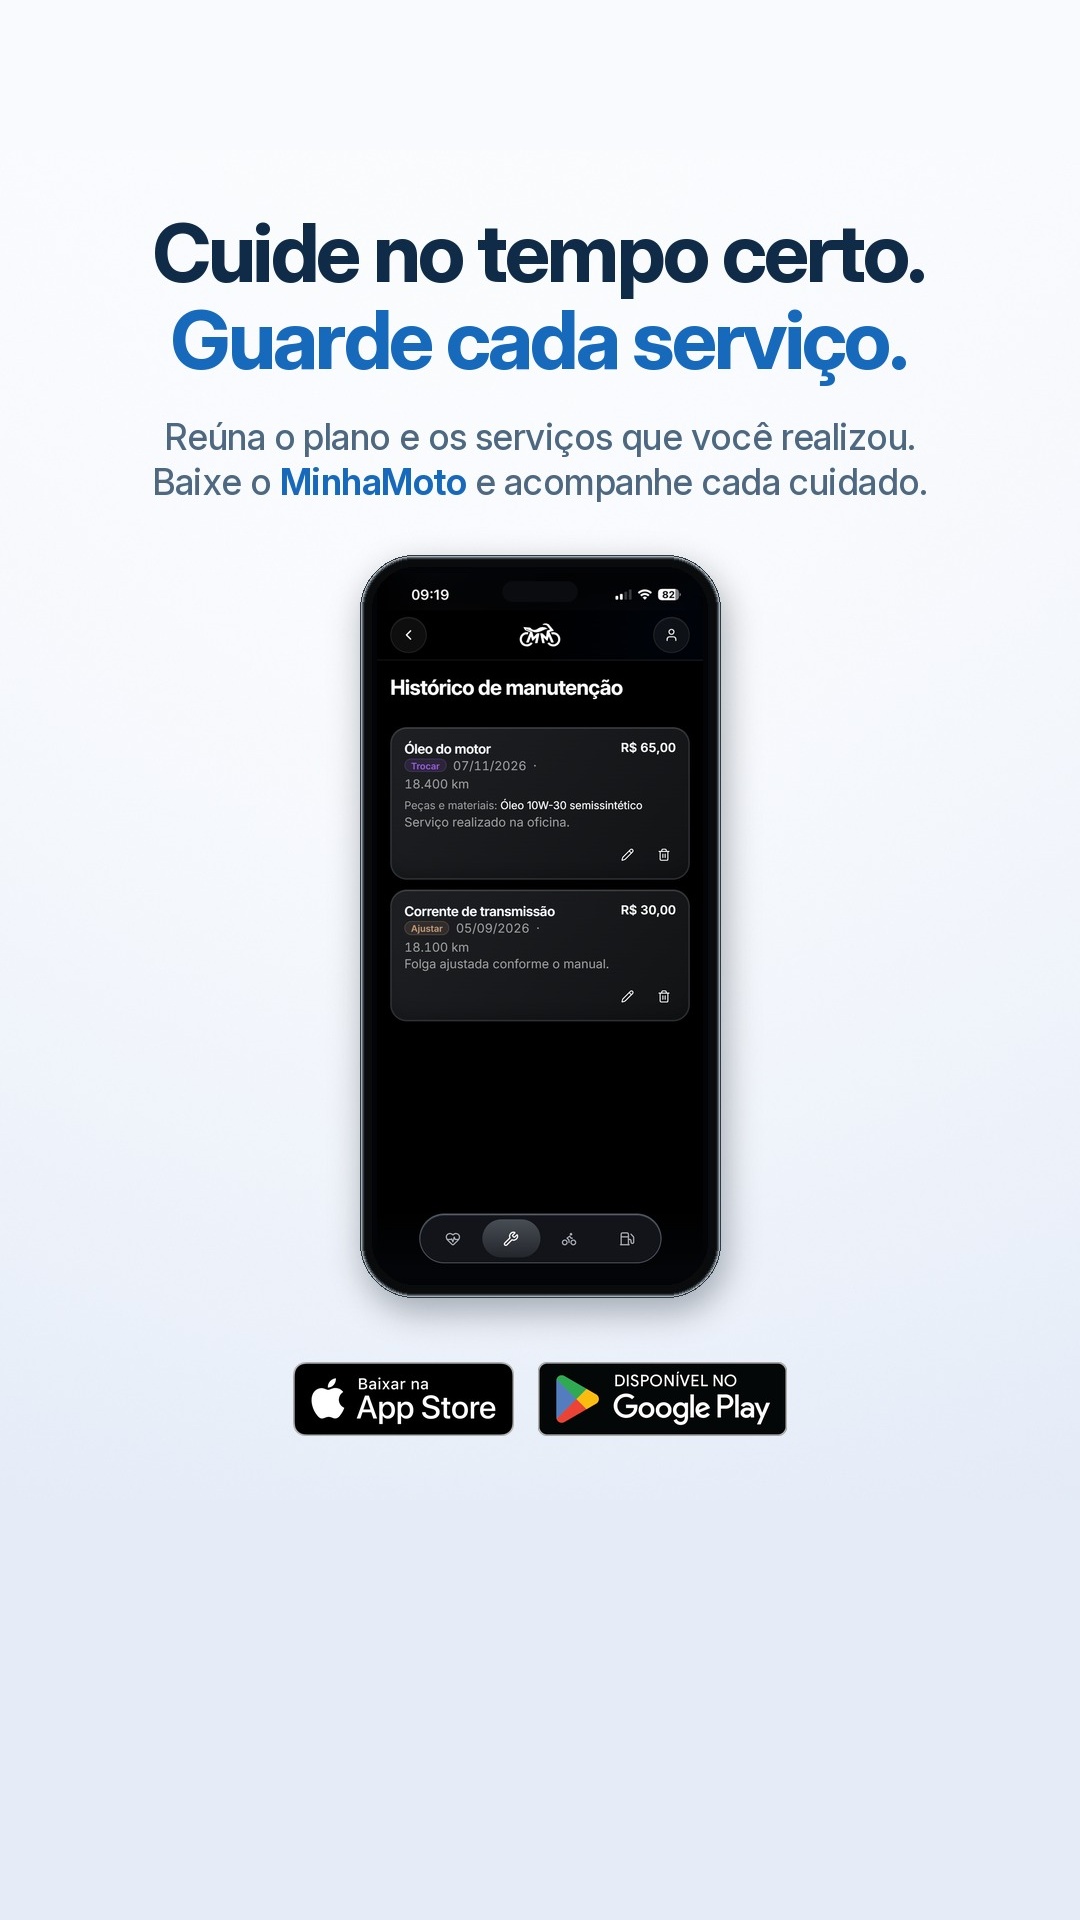 Cuide no tempo certo.
Guarde cada serviço.
Reúna o plano e os serviços que você realizou.
Baixe o MinhaMoto e acompanhe cada cuidado.
09:19
82
MM
Histórico de manutenção
Óleo do motor R$ 65,00
Trocar 07/11/2026 ·
18.400 km
Peças e materiais: Óleo 10W-30 semissintético
Serviço realizado na oficina.
Corrente de transmissão R$ 30,00
Ajustar 05/09/2026 ·
18.100 km
Folga ajustada conforme o manual.
Baixar na
App Store
DISPONÍVEL NO
Google Play